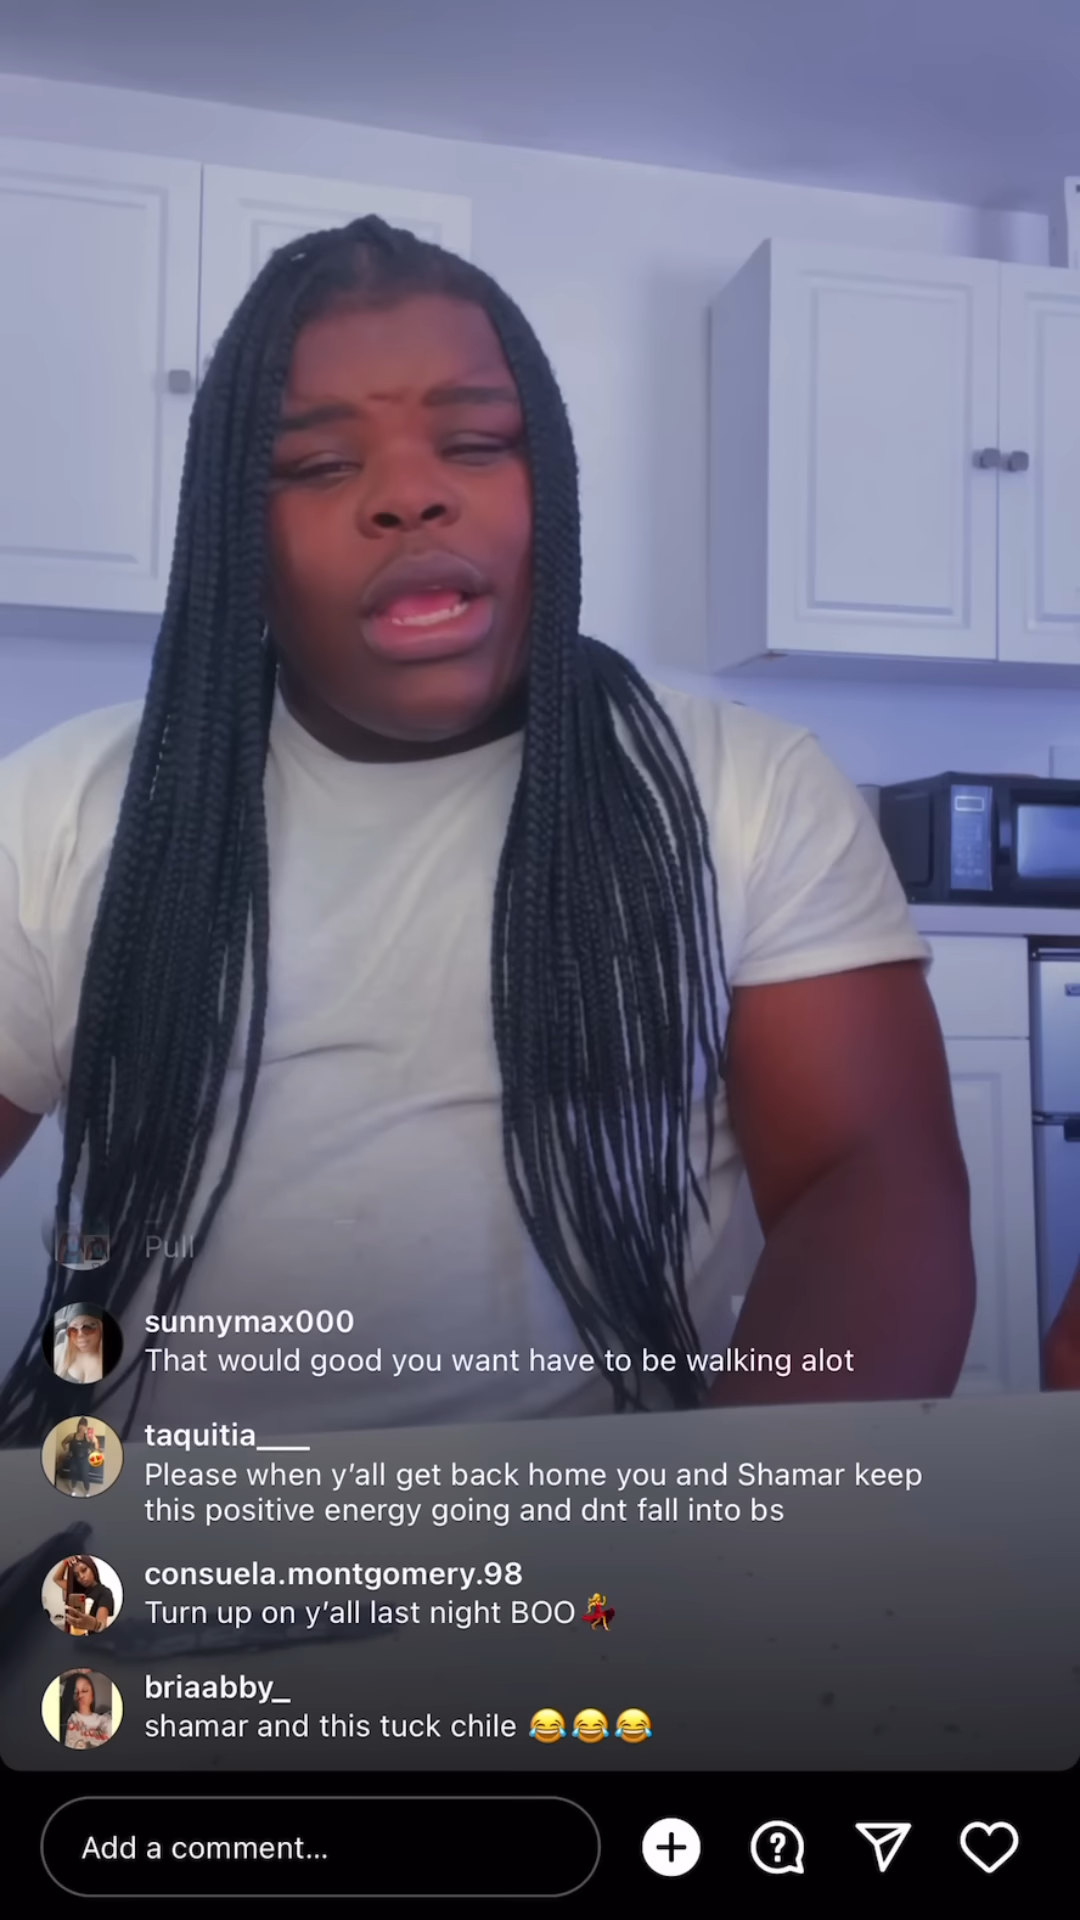 Pull
sunnymax000
That would good you want have to be walking alot
taquitia___
Please when y’all get back home you and Shamar keep
this positive energy going and dnt fall into bs
consuela.montgomery.98
Turn up on y’all last night BOO💃
briaabby_
shamar and this tuck chile 😂😂😂
Add a comment...